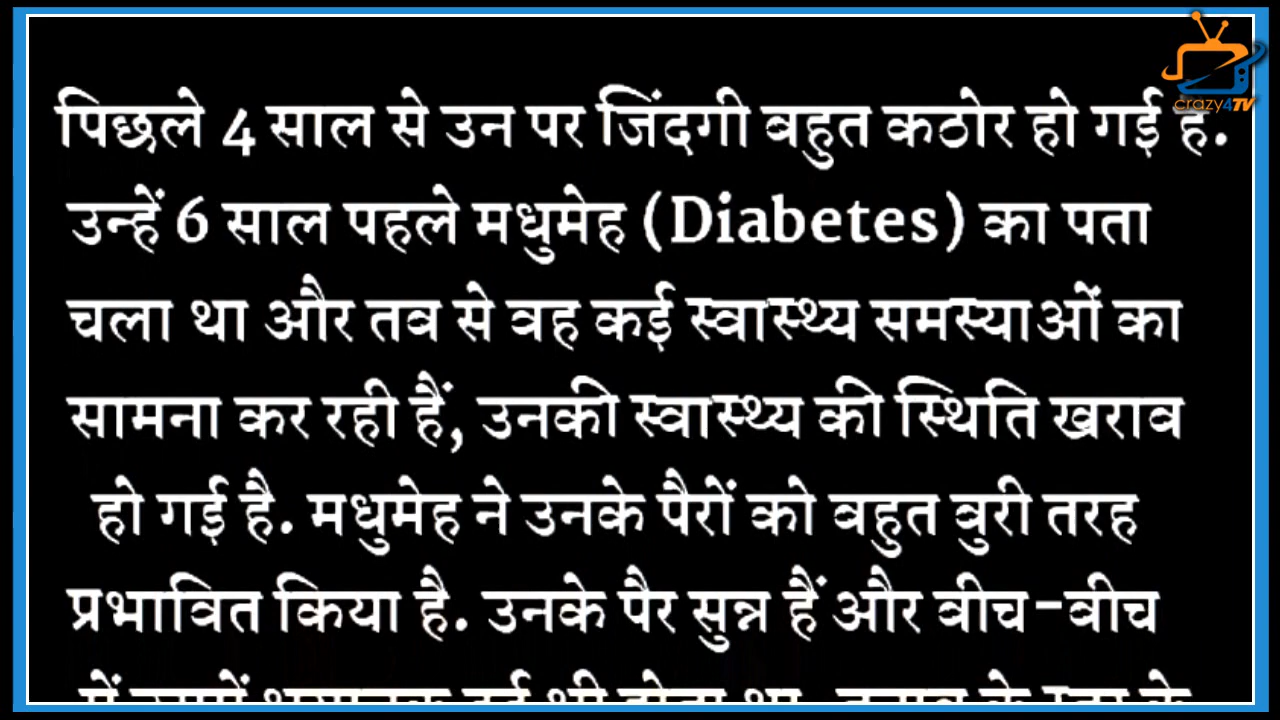 crazy4TV
पिछले 4 साल से उन पर जिंदगी बहुत कठोर हो गई है.
उन्हें 6 साल पहले मधुमेह (Diabetes) का पता
चला था और तब से वह कई स्वास्थ्य समस्याओं का
सामना कर रही हैं, उनकी स्वास्थ्य की स्थिति खराब
हो गई है. मधुमेह ने उनके पैरों को बहुत बुरी तरह
प्रभावित किया है. उनके पैर सुन्न हैं और बीच-बीच